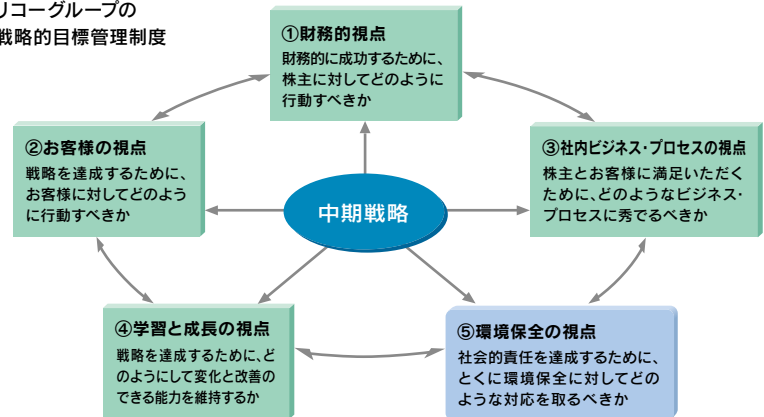 リコーグループの
戦略的目標管理制度
①財務的視点
財務的に成功するために、
株主に対してどのように
行動すべきか
②お客様の視点
戦略を達成するために、
お客様に対してどのよう
に行動すべきか
③社内ビジネス・プロセスの視点
株主とお客様に満足いただく
ために、どのようなビジネス・
プロセスに秀でるべきか
中期戦略
④学習と成長の視点
戦略を達成するために、ど
のようにして変化と改善の
できる能力を維持するか
⑤環境保全の視点
社会的責任を達成するために、
とくに環境保全に対してどの
ような対応を取るべきか